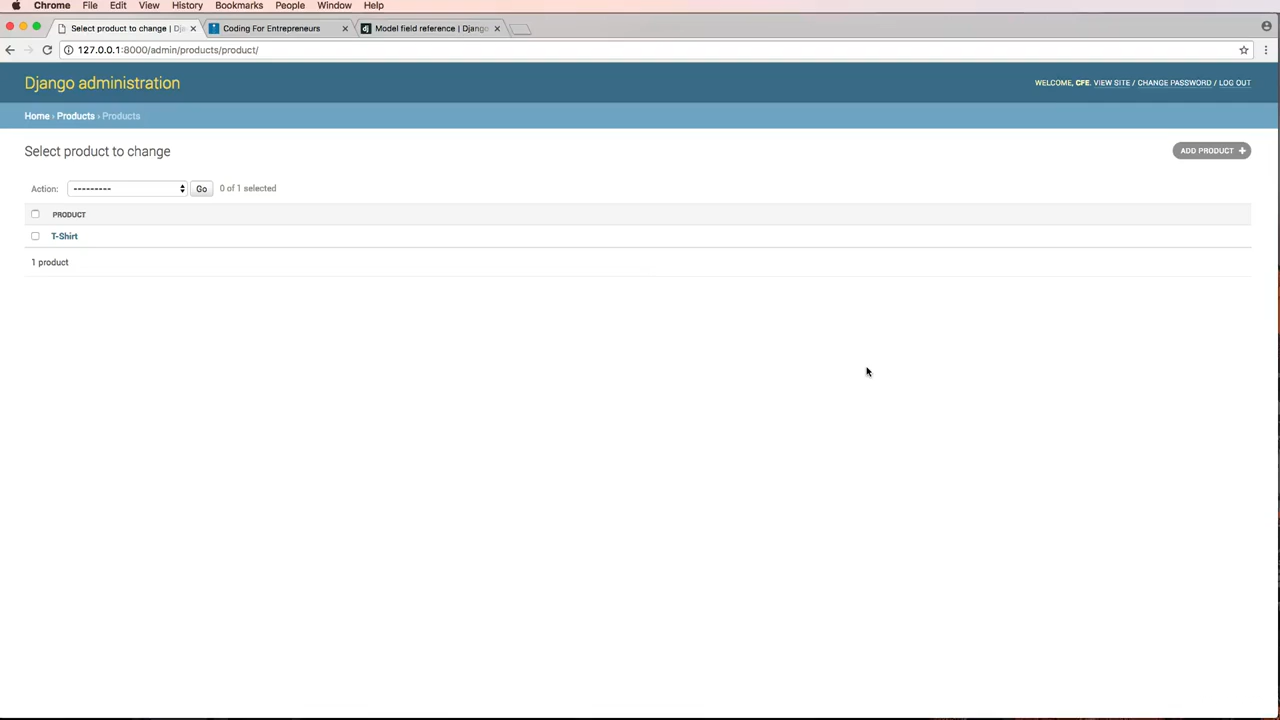 Chrome File Edit View History Bookmarks People Window Help
Select product to change | Dja Coding For Entrepreneurs Model field reference | Django
127.0.0.1:8000/admin/products/product/
Django administration
WELCOME, CFE. VIEW SITE / CHANGE PASSWORD / LOG OUT
Home › Products › Products
Select product to change
ADD PRODUCT +
Action: --------- Go 0 of 1 selected
PRODUCT
T-Shirt
1 product